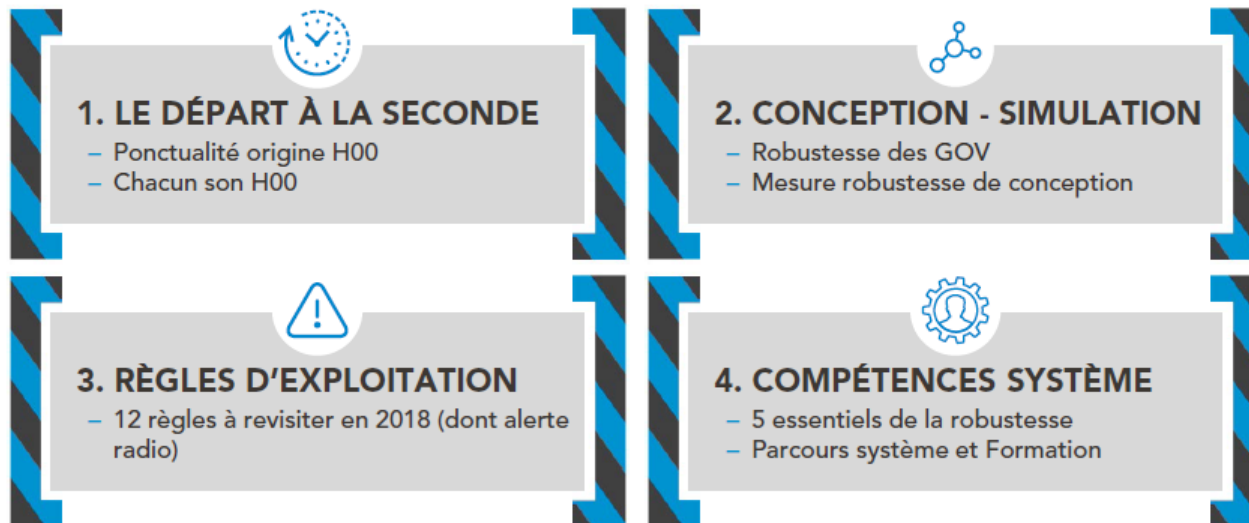 1. LE DÉPART À LA SECONDE
– Ponctualité origine H00
– Chacun son H00
2. CONCEPTION - SIMULATION
– Robustesse des GOV
– Mesure robustesse de conception
3. RÈGLES D’EXPLOITATION
– 12 règles à revisiter en 2018 (dont alerte
radio)
4. COMPÉTENCES SYSTÈME
– 5 essentiels de la robustesse
– Parcours système et Formation